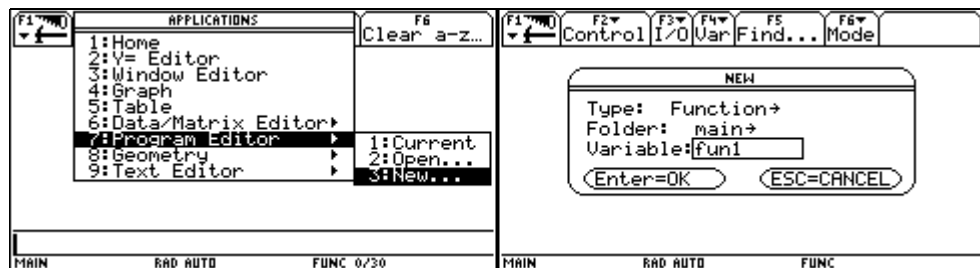 F1 APPLICATIONS F6
Clear a-z…
1:Home
2:Y= Editor
3:Window Editor
4:Graph
5:Table
6:Data/Matrix Editor▸
7:Program Editor ▸
8:Geometry ▸
9:Text Editor ▸
1:Current
2:Open...
3:New...
MAIN RAD AUTO FUNC 0/30
F1 F2 F3 F4 F5 F6
Control I/O Var Find... Mode
NEW
Type: Function→
Folder: main→
Variable: fun1
Enter=OK ESC=CANCEL
MAIN RAD AUTO FUNC